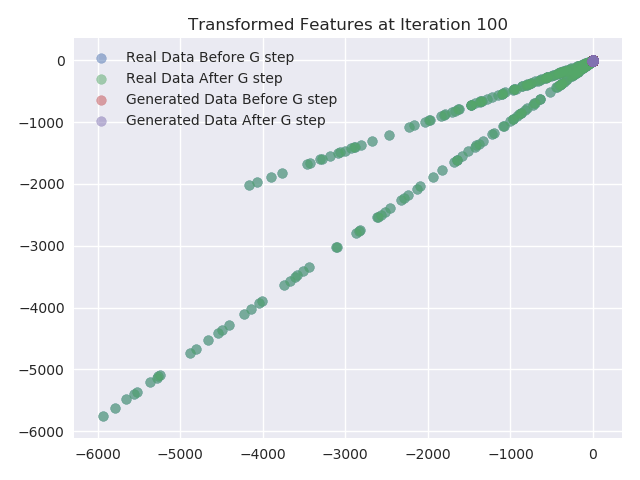 Transformed Features at Iteration 100
Real Data Before G step
Real Data After G step
Generated Data Before G step
Generated Data After G step
0
−1000
−2000
−3000
−4000
−5000
−6000
−6000 −5000 −4000 −3000 −2000 −1000 0